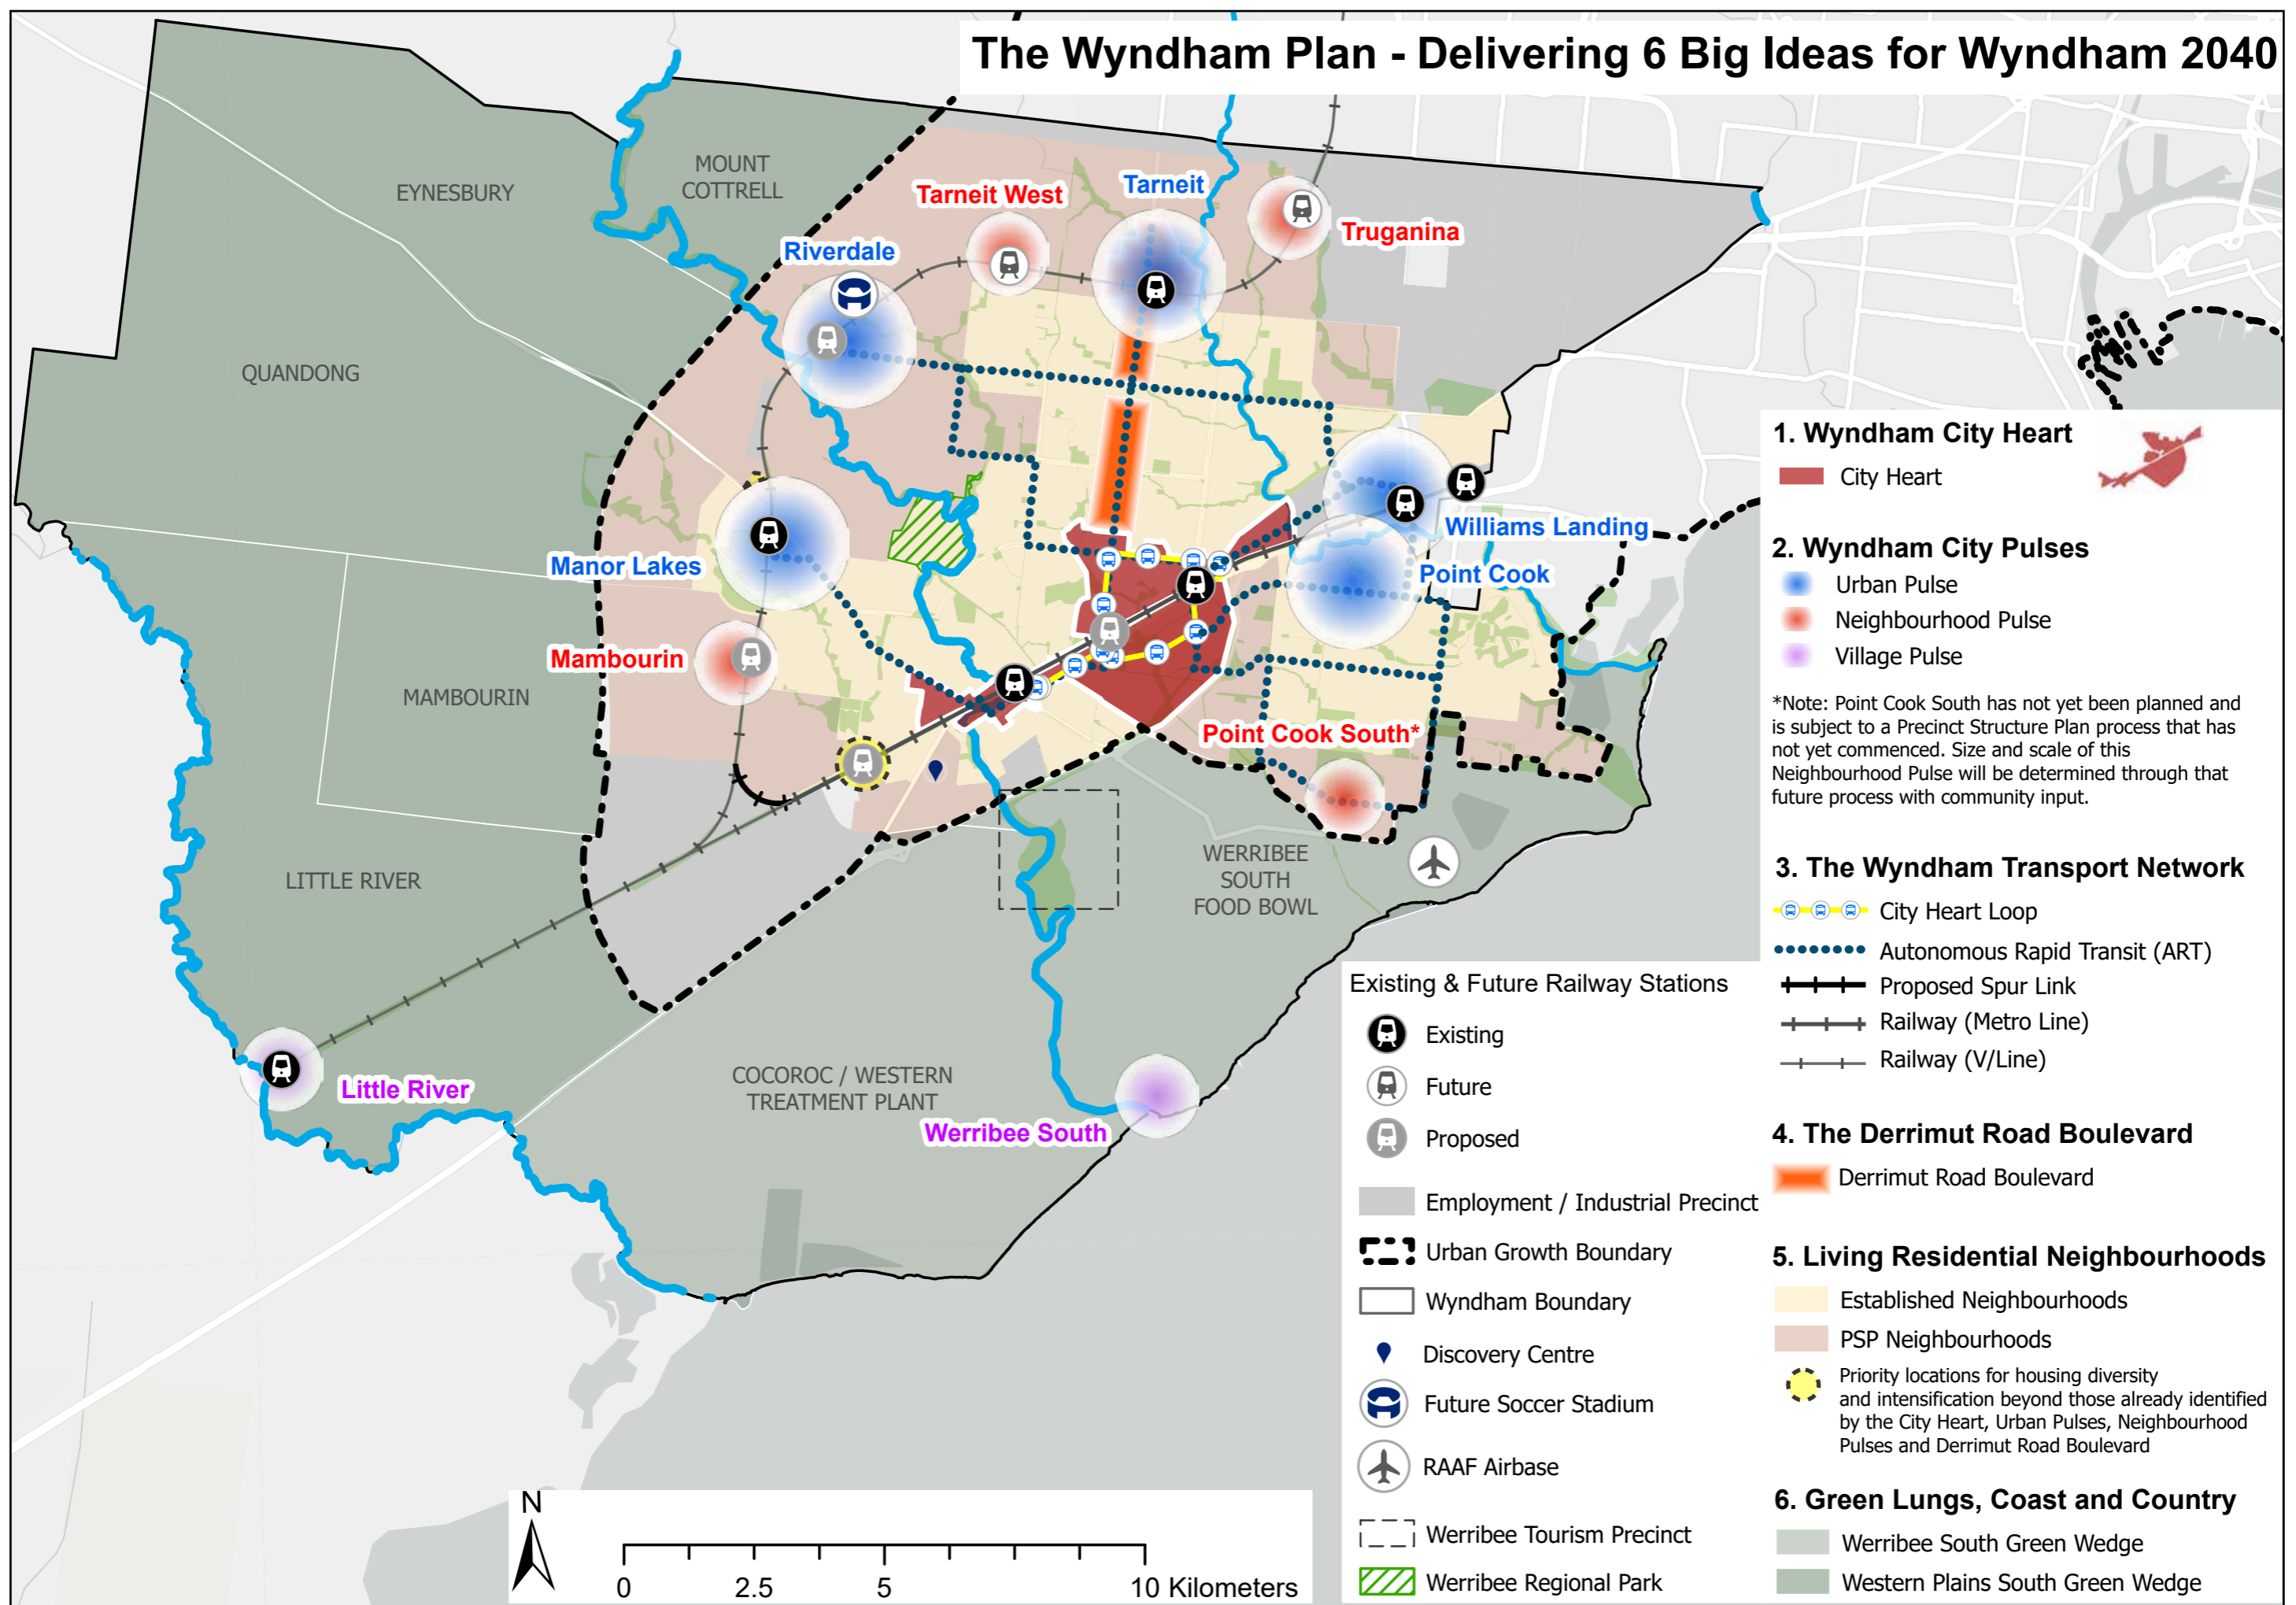 The Wyndham Plan - Delivering 6 Big Ideas for Wyndham 2040
EYNESBURY
MOUNT
COTTRELL
Tarneit West
Tarneit
Truganina
Riverdale
QUANDONG
Manor Lakes
Williams Landing
Point Cook
Mambourin
MAMBOURIN
Point Cook South*
LITTLE RIVER
WERRIBEE
SOUTH
FOOD BOWL
Little River
COCOROC / WESTERN
TREATMENT PLANT
Werribee South
N
0
2.5
5
10 Kilometers
Existing & Future Railway Stations
Existing
Future
Proposed
Employment / Industrial Precinct
Urban Growth Boundary
Wyndham Boundary
Discovery Centre
Future Soccer Stadium
RAAF Airbase
Werribee Tourism Precinct
Werribee Regional Park
1. Wyndham City Heart
City Heart
2. Wyndham City Pulses
Urban Pulse
Neighbourhood Pulse
Village Pulse
*Note: Point Cook South has not yet been planned and
is subject to a Precinct Structure Plan process that has
not yet commenced. Size and scale of this
Neighbourhood Pulse will be determined through that
future process with community input.
3. The Wyndham Transport Network
City Heart Loop
Autonomous Rapid Transit (ART)
Proposed Spur Link
Railway (Metro Line)
Railway (V/Line)
4. The Derrimut Road Boulevard
Derrimut Road Boulevard
5. Living Residential Neighbourhoods
Established Neighbourhoods
PSP Neighbourhoods
Priority locations for housing diversity
and intensification beyond those already identified
by the City Heart, Urban Pulses, Neighbourhood
Pulses and Derrimut Road Boulevard
6. Green Lungs, Coast and Country
Werribee South Green Wedge
Western Plains South Green Wedge